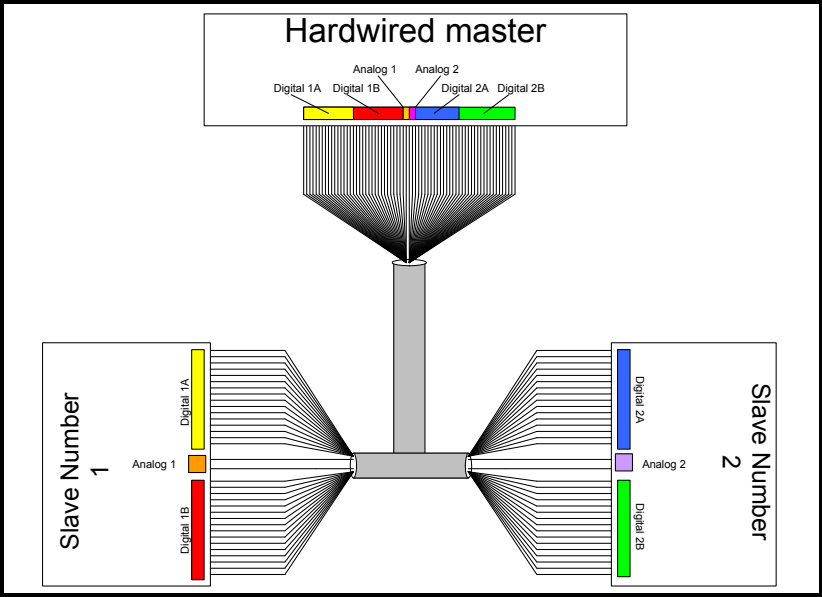 Hardwired master
Analog 1
Analog 2
Digital 1A
Digital 1B
Digital 2A
Digital 2B
Slave Number
1
Digital 1A
Analog 1
Digital 1B
Digital 2A
Analog 2
Digital 2B
Slave Number
2